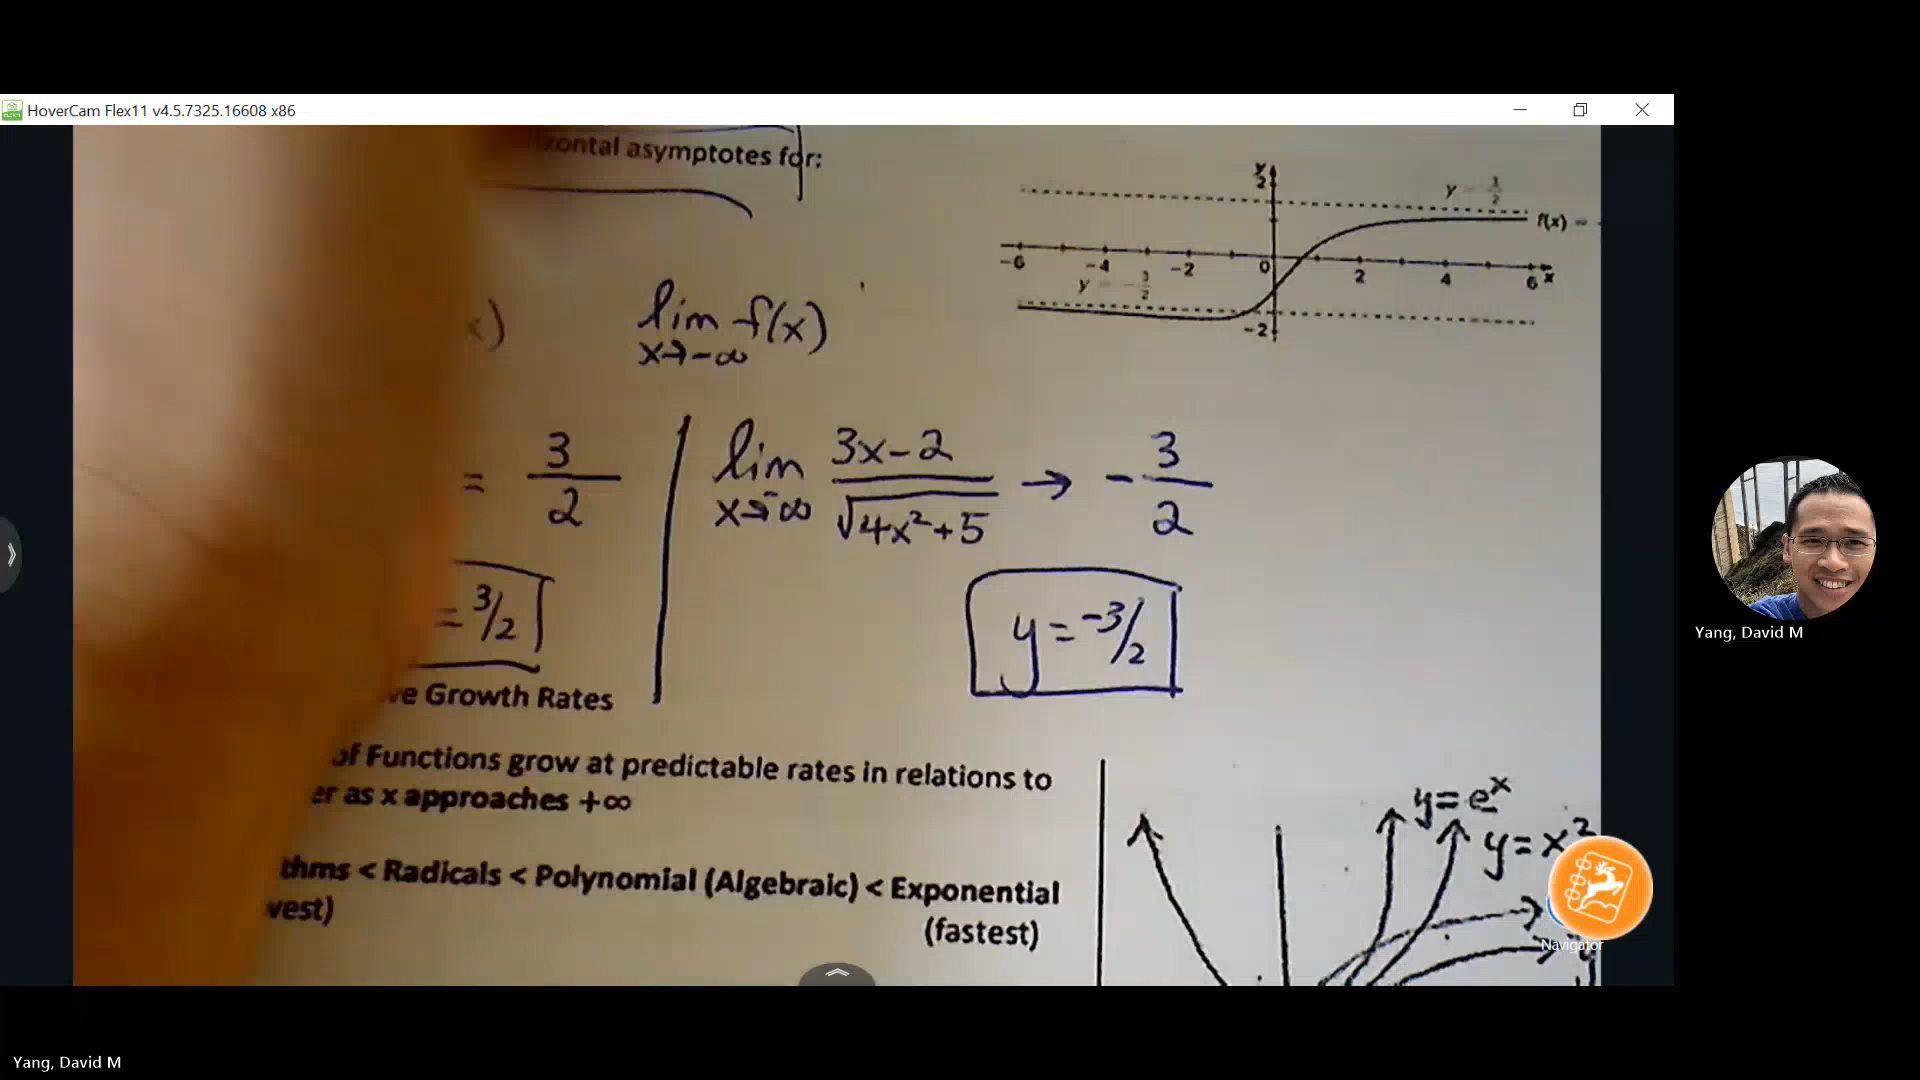 HoverCam Flex11 v4.5.7325.16608 x86
zontal asymptotes for:
y
2
y = 3/2
f(x) =
-6 -4 -2 0 2 4 6 x
y = -3/2
-2
x)
lim f(x)
x→-∞
= 3/2
lim (3x-2)/√(4x²+5) → -3/2
x→-∞
= 3/2
y = -3/2
ve Growth Rates
of Functions grow at predictable rates in relations to
er as x approaches +∞
y=eˣ
y=x²
thms < Radicals < Polynomial (Algebraic) < Exponential
west)
(fastest)
Navigator
y
Yang, David M
Yang, David M